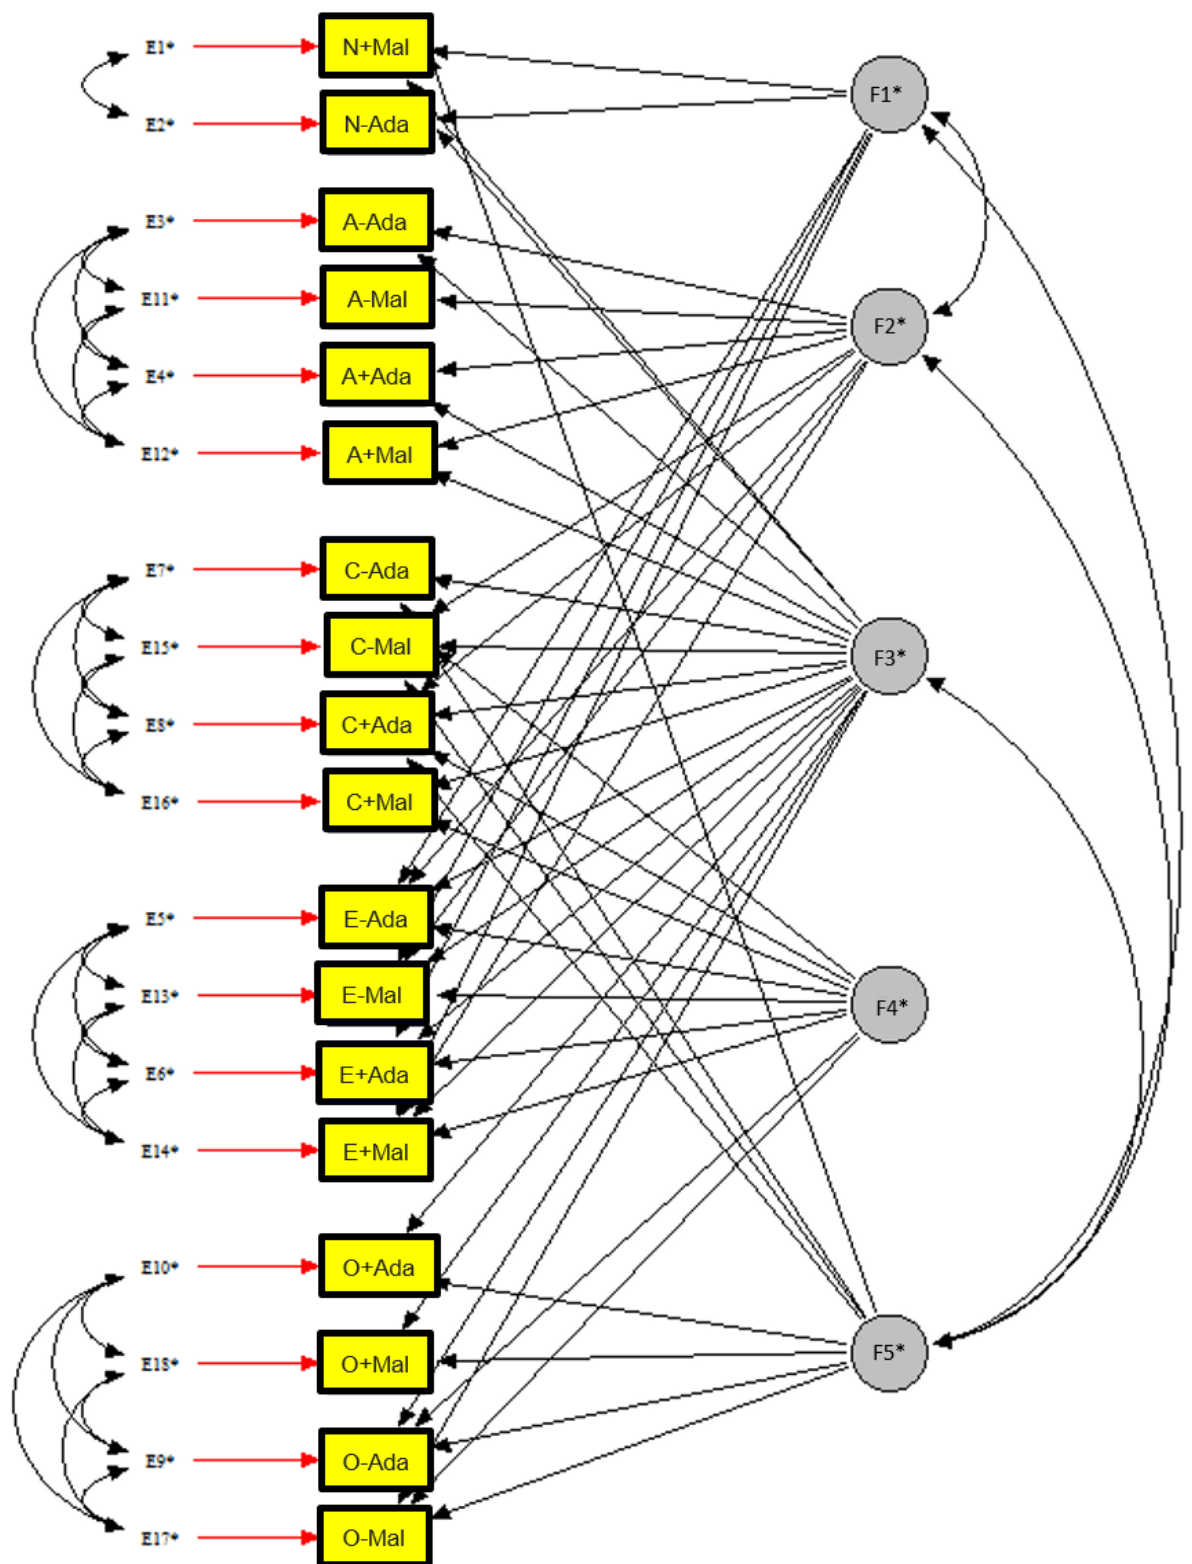 E1* N+Mal
F1*
E2* N-Ada
E3* A-Ada
E11* A-Mal
F2*
E4* A+Ada
E12* A+Mal
E7* C-Ada
E15* C-Mal
F3*
E8* C+Ada
E16* C+Mal
E5* E-Ada
E13* E-Mal
F4*
E6* E+Ada
E14* E+Mal
E10* O+Ada
E18* O+Mal
F5*
E9* O-Ada
E17* O-Mal